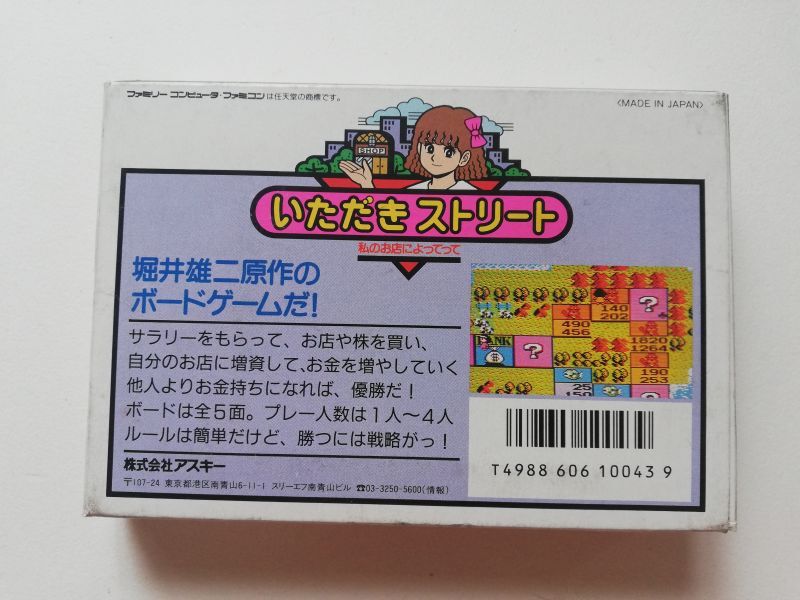 ファミリー コンピュータ・ファミコンは任天堂の商標です。
〈MADE IN JAPAN〉
SHOP
いただきストリート
私のお店によってって
堀井雄二原作の
ボードゲームだ!
サラリーをもらって、お店や株を買い、
自分のお店に増資して、お金を増やしていく
他人よりお金持ちになれば、優勝だ!
ボードは全5面。プレー人数は1人〜4人
ルールは簡単だけど、勝つには戦略がっ!
株式会社アスキー
〒107-24 東京都港区南青山6-11-1 スリーエフ南青山ビル ☎03-3250-5600(情報)
?
140
202
490
456
BANK
?
1820
1264
190
253
25
150
?
T4988 606 10043 9